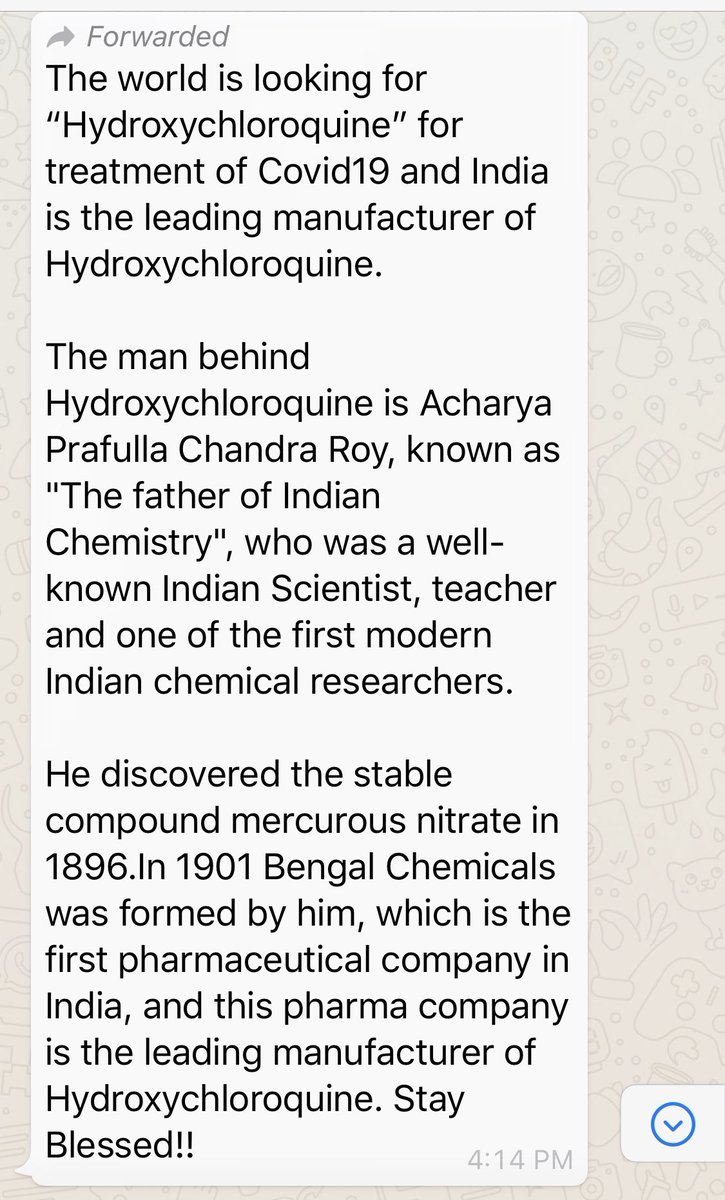 Forwarded
The world is looking for
“Hydroxychloroquine” for
treatment of Covid19 and India
is the leading manufacturer of
Hydroxychloroquine.
The man behind
Hydroxychloroquine is Acharya
Prafulla Chandra Roy, known as
"The father of Indian
Chemistry", who was a well-
known Indian Scientist, teacher
and one of the first modern
Indian chemical researchers.
He discovered the stable
compound mercurous nitrate in
1896.In 1901 Bengal Chemicals
was formed by him, which is the
first pharmaceutical company in
India, and this pharma company
is the leading manufacturer of
Hydroxychloroquine. Stay
Blessed!!
4:14 PM
BFF